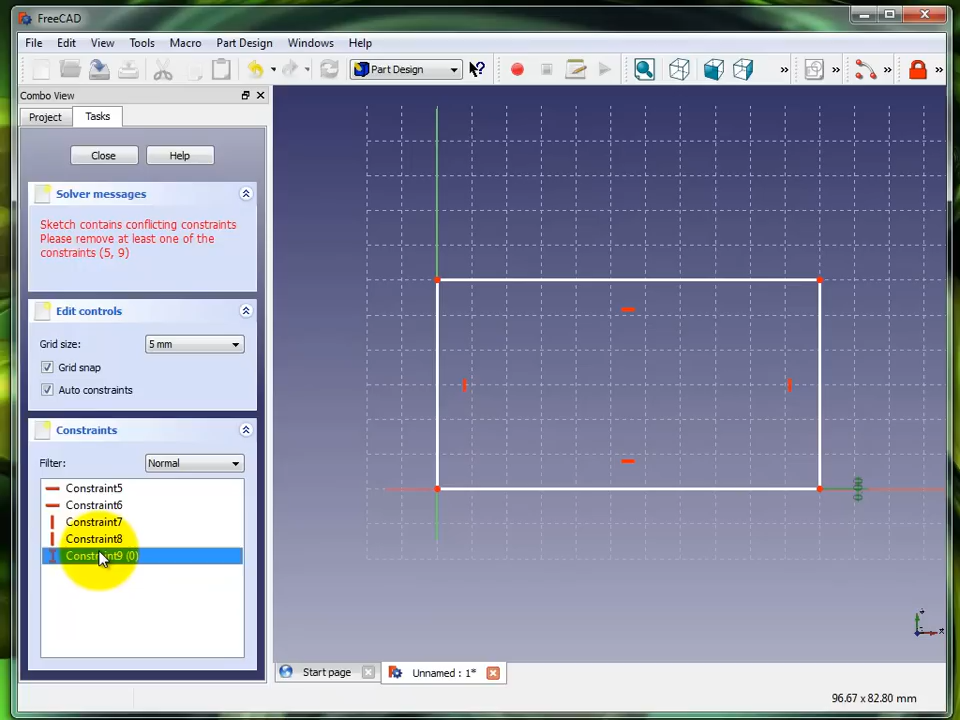 FreeCAD
File Edit View Tools Macro Part Design Windows Help
Part Design
Combo View
Project Tasks
Close Help
Solver messages
Sketch contains conflicting constraints
Please remove at least one of the
constraints (5, 9)
Edit controls
Grid size: 5 mm
Grid snap
Auto constraints
Constraints
Filter: Normal
Constraint5
Constraint6
Constraint7
Constraint8
Constraint9 (0)
Start page Unnamed : 1*
96.67 x 82.80 mm